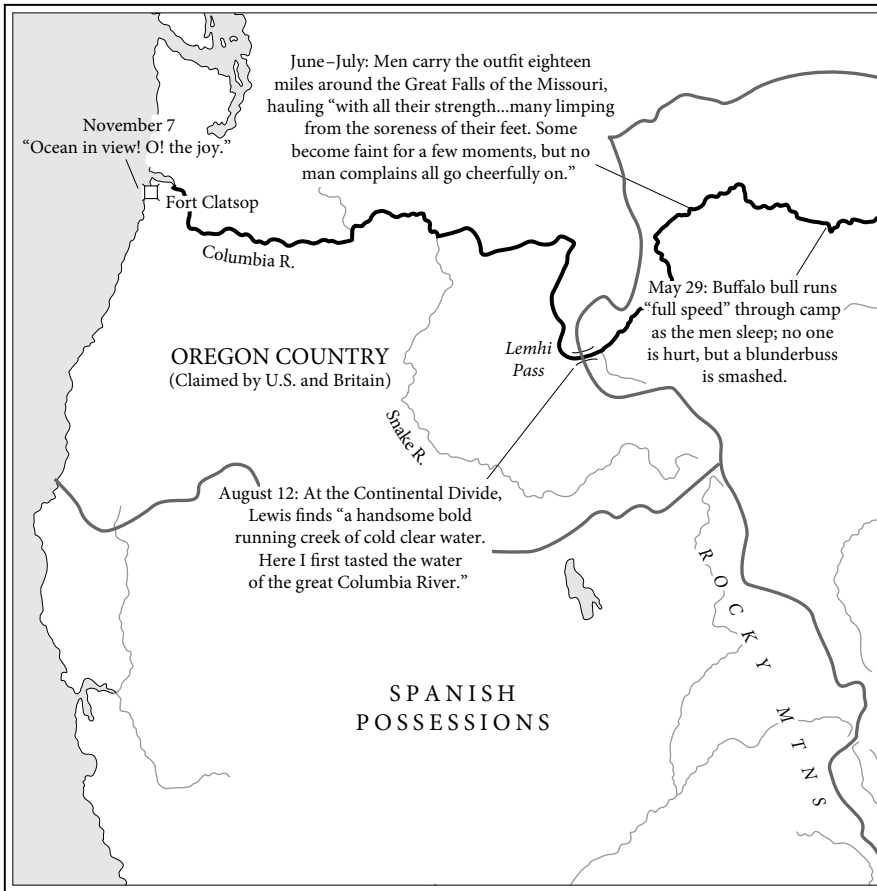 June–July: Men carry the outfit eighteen
miles around the Great Falls of the Missouri,
hauling “with all their strength...many limping
from the soreness of their feet. Some
become faint for a few moments, but no
man complains all go cheerfully on.”
November 7
“Ocean in view! O! the joy.”
Fort Clatsop
Columbia R.
May 29: Buffalo bull runs
“full speed” through camp
as the men sleep; no one
is hurt, but a blunderbuss
is smashed.
Lemhi
Pass
OREGON COUNTRY
(Claimed by U.S. and Britain)
Snake R.
August 12: At the Continental Divide,
Lewis finds “a handsome bold
running creek of cold clear water.
Here I first tasted the water
of the great Columbia River.”
ROCKY MTNS
SPANISH
POSSESSIONS